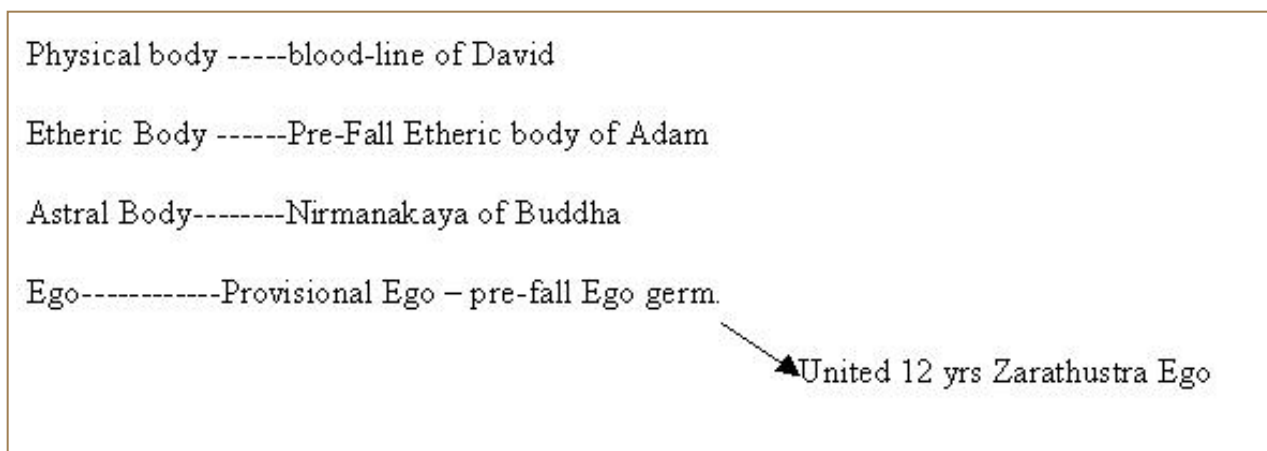 Physical body -----blood-line of David
Etheric Body ------Pre-Fall Etheric body of Adam
Astral Body--------Nirmanakaya of Buddha
Ego------------Provisional Ego – pre-fall Ego germ.
United 12 yrs Zarathustra Ego